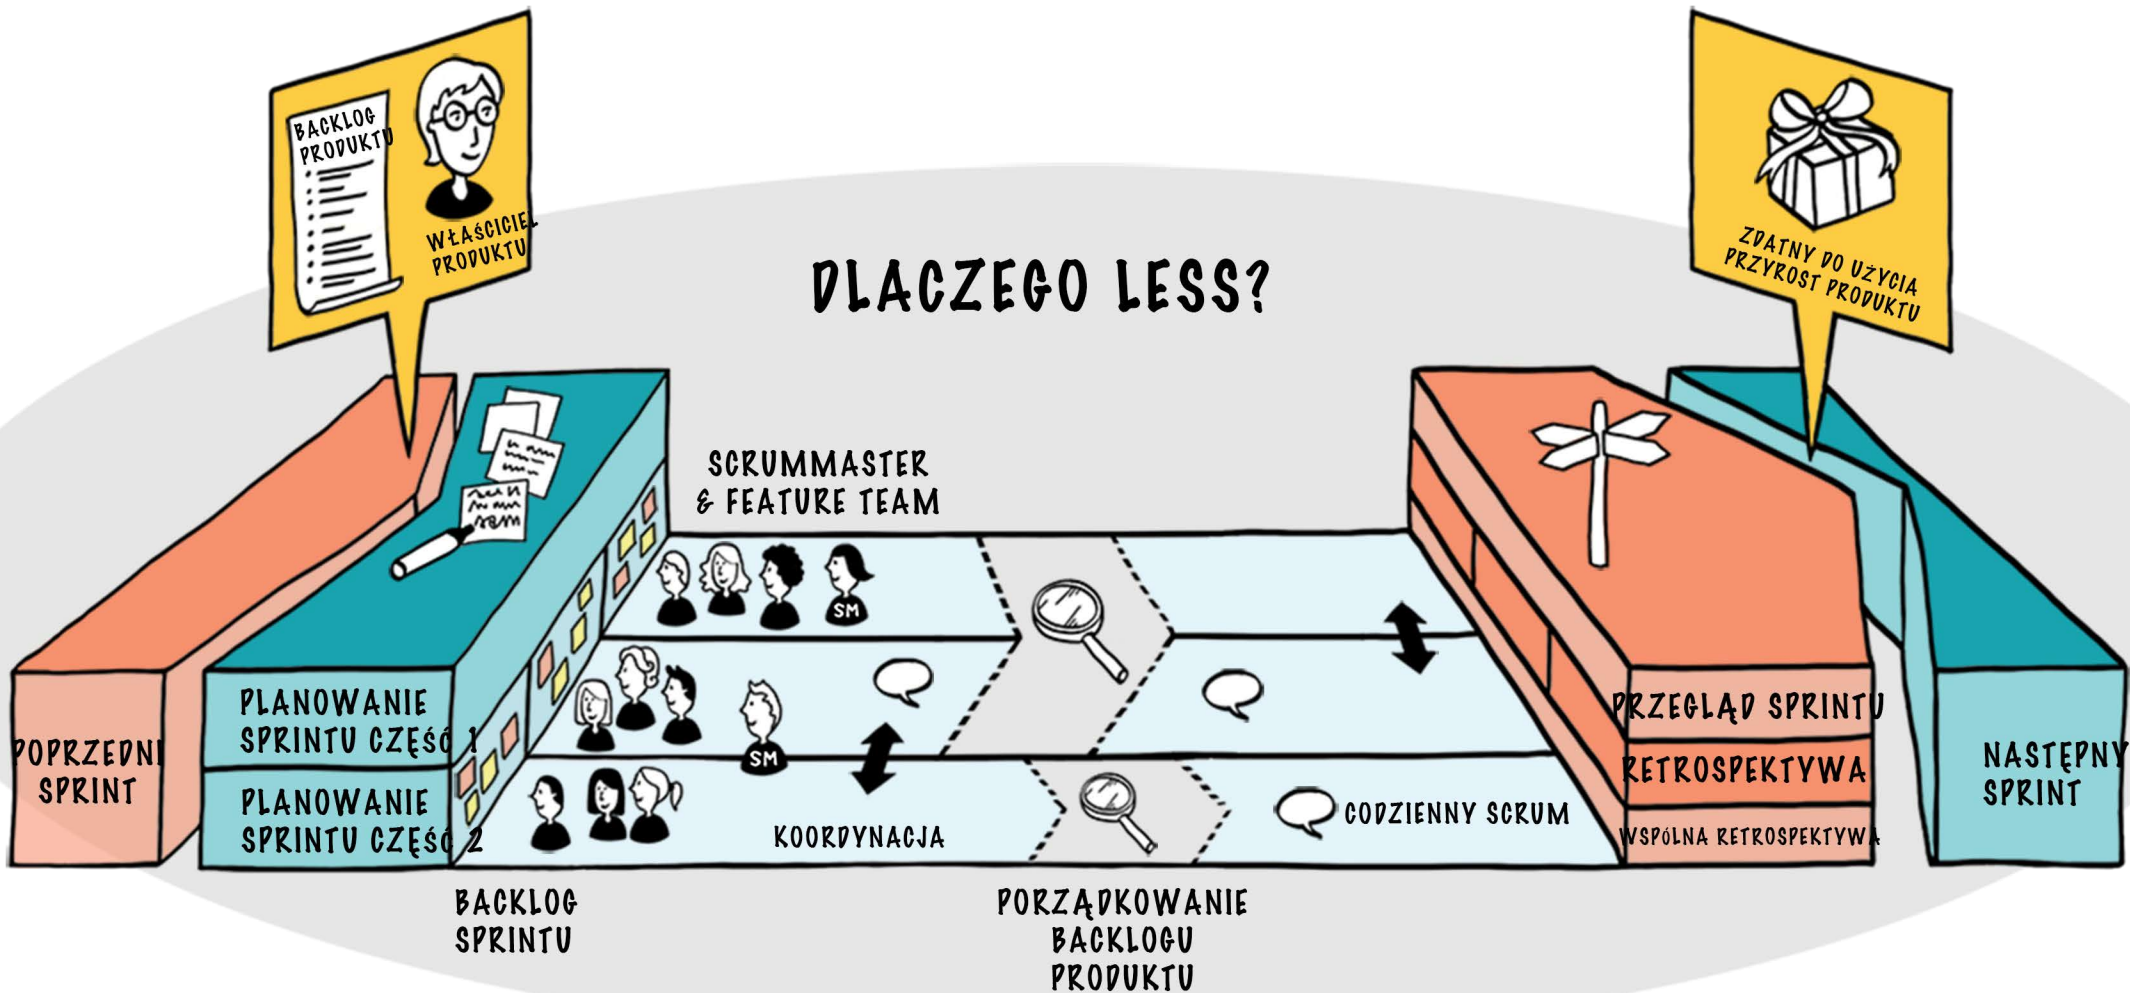 BACKLOG
PRODUKTU
WŁAŚCICIEL
PRODUKTU
DLACZEGO LESS?
ZDATNY DO UŻYCIA
PRZYROST PRODUKTU
SCRUMMASTER
& FEATURE TEAM
SM
SM
POPRZEDNI
SPRINT
PLANOWANIE
SPRINTU CZĘŚĆ 1
PLANOWANIE
SPRINTU CZĘŚĆ 2
KOORDYNACJA
CODZIENNY SCRUM
PRZEGLĄD SPRINTU
RETROSPEKTYWA
WSPÓLNA RETROSPEKTYWA
NASTĘPNY
SPRINT
BACKLOG
SPRINTU
PORZĄDKOWANIE
BACKLOGU
PRODUKTU